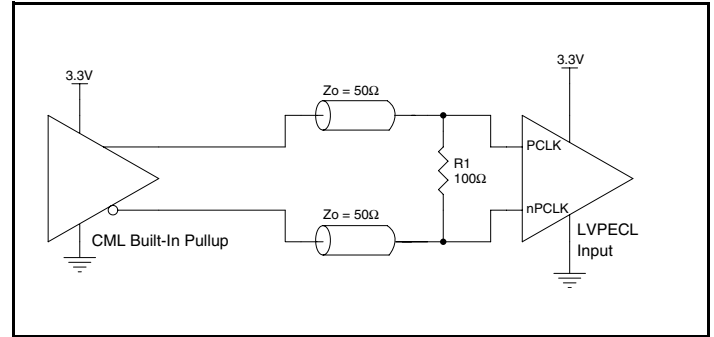 3.3V
3.3V
Zo = 50Ω
PCLK
R1
100Ω
nPCLK
Zo = 50Ω
CML Built-In Pullup
LVPECL
Input